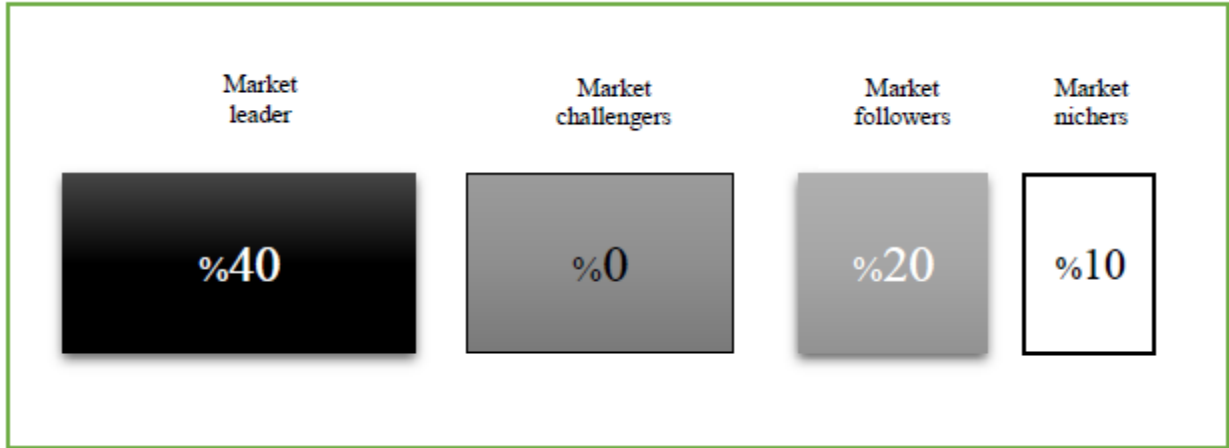 Market
leader
Market
challengers
Market
followers
Market
nichers
%40
%0
%20
%10